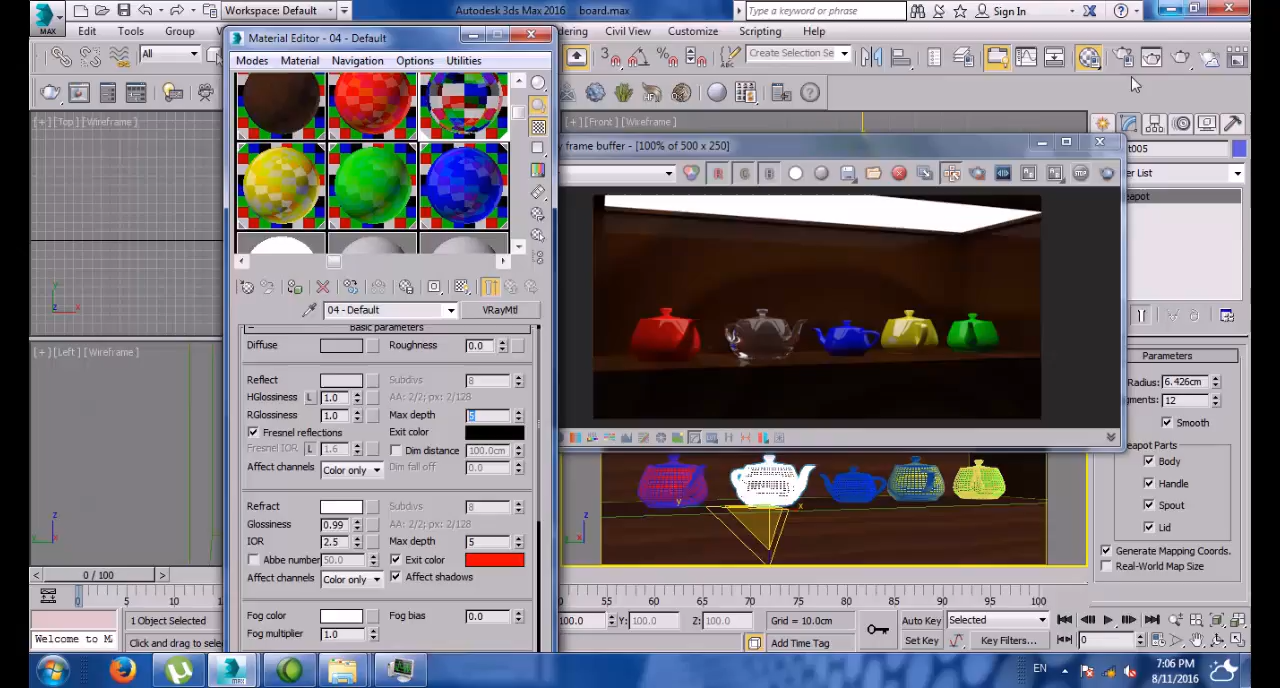 Workspace: Default
Autodesk 3ds Max 2016
board.max
Type a keyword or phrase
Sign In
MAX
Edit
Tools
Group
Civil View
Customize
Scripting
Help
All
Create Selection Se
Material Editor - 04 - Default
Modes
Material
Navigation
Options
Utilities
04 - Default
VRayMtl
Basic parameters
Diffuse
Roughness
0.0
Reflect
Subdivs
8
HGlossiness
L
1.0
AA: 2/2; px: 2/128
RGlossiness
1.0
Max depth
5
Fresnel reflections
Exit color
Fresnel IOR
L
1.6
Dim distance
100.0cm
Affect channels
Color only
Dim fall off
0.0
Refract
Subdivs
8
Glossiness
0.99
AA: 2/2; px: 2/128
IOR
2.5
Max depth
5
Abbe number
50.0
Exit color
Affect channels
Color only
Affect shadows
Fog color
Fog bias
0.0
Fog multiplier
1.0
[+][Top][Wireframe]
[+][Front][Wireframe]
[+][Left][Wireframe]
frame buffer - [100% of 500 x 250]
Parameters
Radius:
6.426cm
12
Smooth
Body
Handle
Spout
Lid
Generate Mapping Coords.
Real-World Map Size
0 / 100
0
5
10
15
55
60
65
70
75
80
85
90
95
100
Welcome to M
1 Object Selected
Click and drag to selec
100.0
Y:
100.0
Z:
100.0
Grid = 10.0cm
Add Time Tag
Auto Key
Selected
Set Key
Key Filters...
0
EN
7:06 PM
8/11/2016